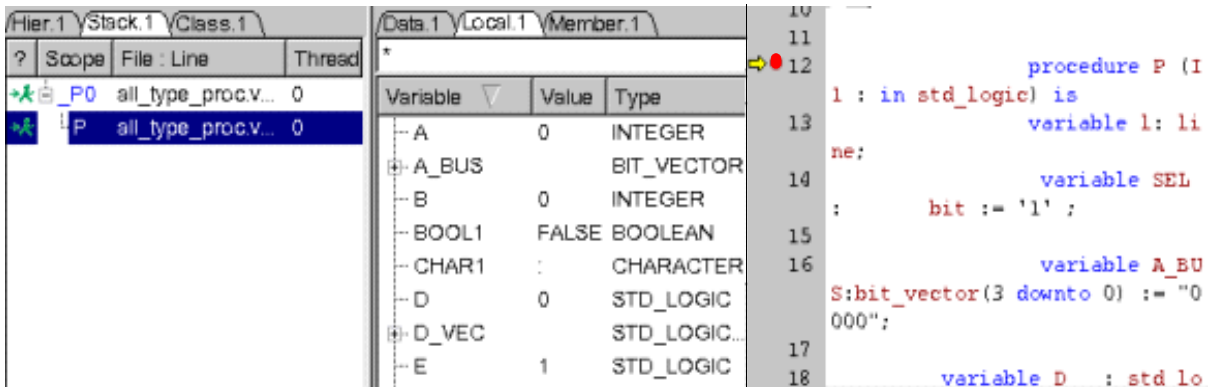 Hier.1 Stack.1 Class.1
? Scope File : Line Thread
_P0 all_type_proc.v... 0
P all_type_proc.v... 0
Data.1 Local.1 Member.1
*
Variable Value Type
A 0 INTEGER
A_BUS BIT_VECTOR
B 0 INTEGER
BOOL1 FALSE BOOLEAN
CHAR1 : CHARACTER
D 0 STD_LOGIC
D_VEC STD_LOGIC...
E 1 STD_LOGIC
10
11
12 procedure P (I
1 : in std_logic) is
13 variable l: li
ne;
14 variable SEL
: bit := '1' ;
15
16 variable A_BU
S:bit_vector(3 downto 0) := "0
000";
17
18 variable D : std lo